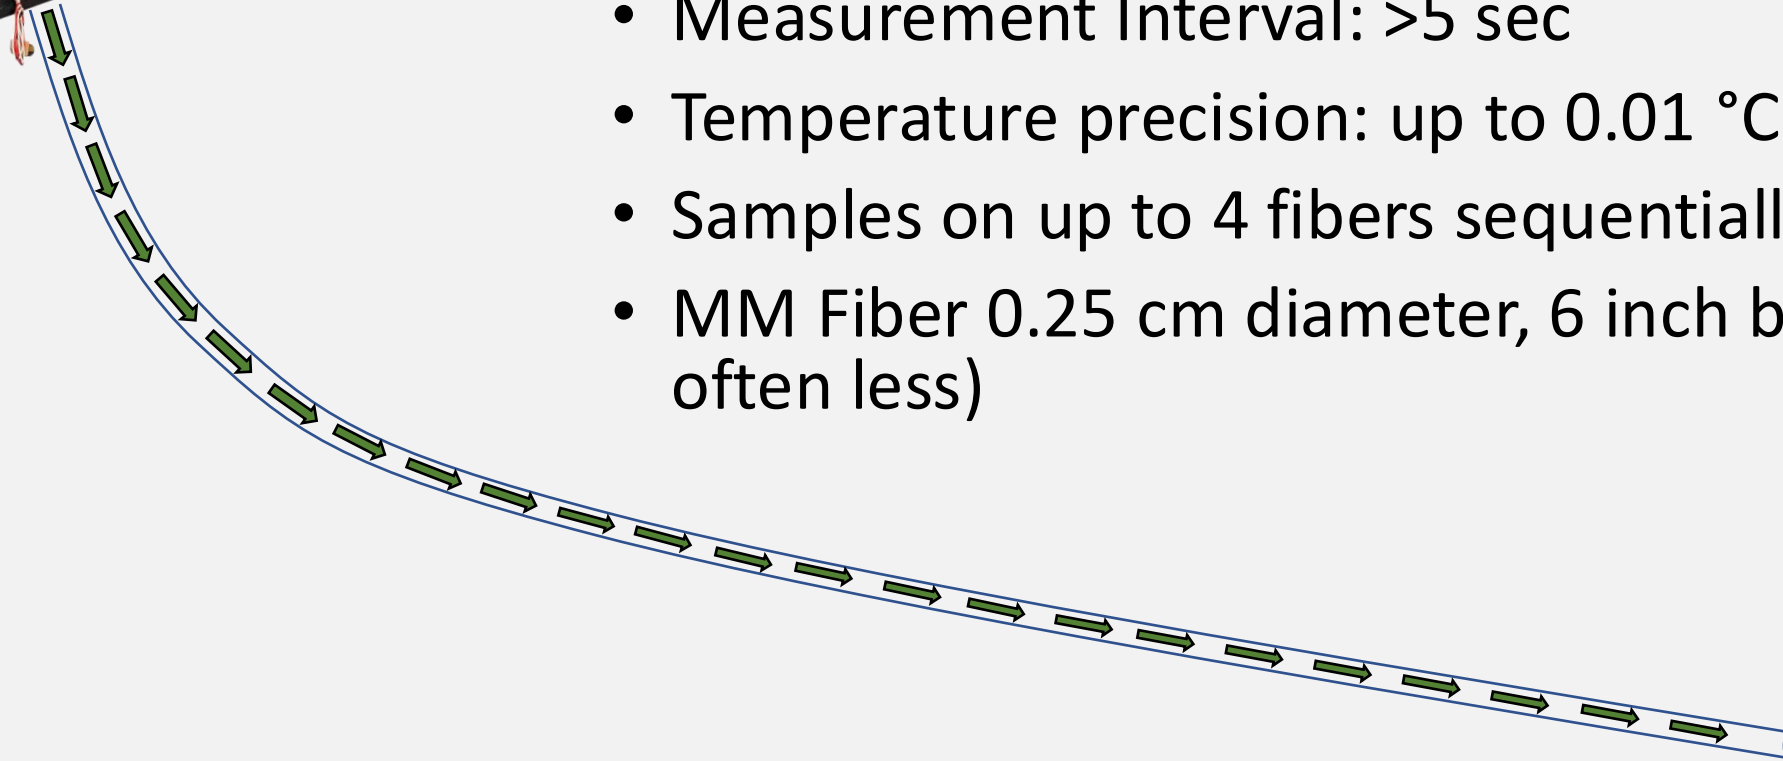 • Measurement Interval: >5 sec
• Temperature precision: up to 0.01 °C
• Samples on up to 4 fibers
• MM Fiber 0.25 cm diameter, 6 inch
often less)